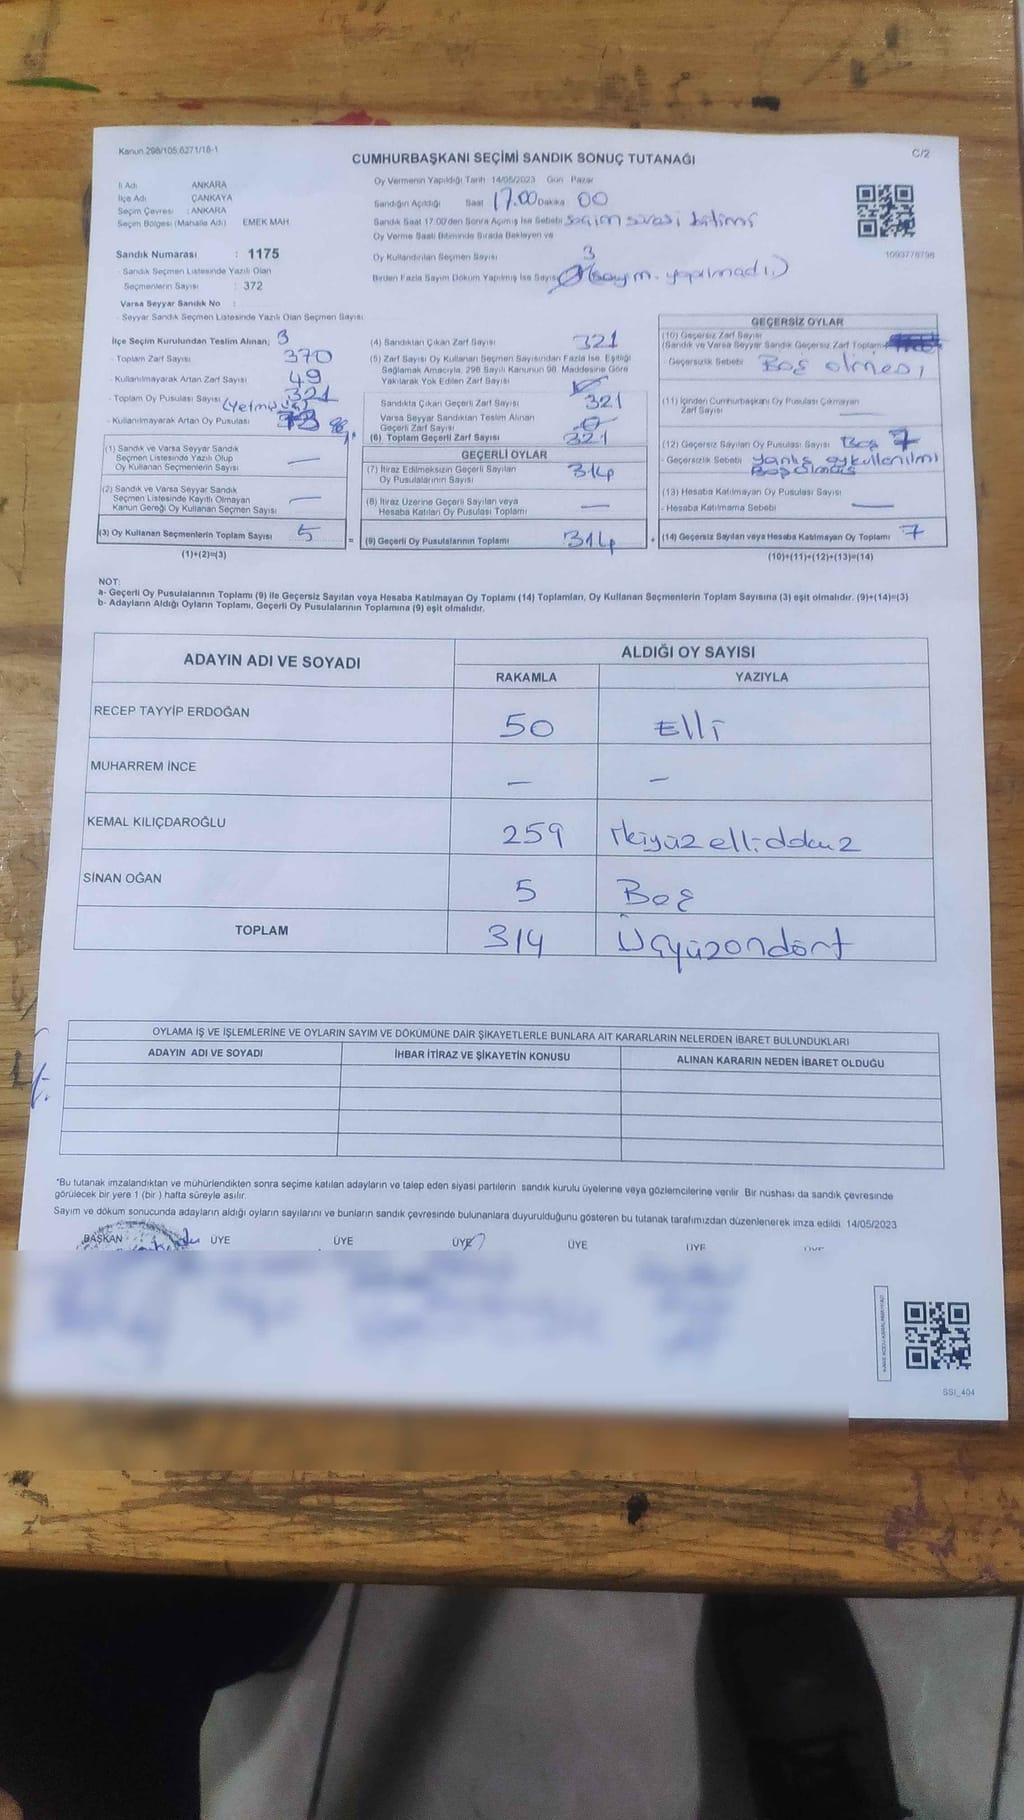 Kanun 298/105.6271/18-1
C/2
CUMHURBAŞKANI SEÇİMİ SANDIK SONUÇ TUTANAĞI
İl Adı ANKARA
İlçe Adı ÇANKAYA
Seçim Çevresi : ANKARA
Seçim Bölgesi (Mahalle Adı) EMEK MAH.
Oy Vermenin Yapıldığı Tarih 14/05/2023 Gün Pazar
Sandığın Açıldığı Saat 17.00 Dakika 00
Sandık Saat 17:00'den Sonra Açılmış İse Sebebi seçim süresi bitimi
Oy Verme Saati Bitiminde Sırada Bekleyen ve
Oy Kullandırılan Seçmen Sayısı 3
Birden Fazla Sayım Döküm Yapılmış İse Sayısı (sayım yapılmadı)
1093778798
Sandık Numarası : 1175
- Sandık Seçmen Listesinde Yazılı Olan
Seçmenlerin Sayısı : 372
Varsa Seyyar Sandık No :
- Seyyar Sandık Seçmen Listesinde Yazılı Olan Seçmen Sayısı:
İlçe Seçim Kurulundan Teslim Alınan; 3
- Toplam Zarf Sayısı 370
- Kullanılmayarak Artan Zarf Sayısı 49
- Toplam Oy Pusulası Sayısı 321
- Kullanılmayarak Artan Oy Pusulası
(1) Sandık ve Varsa Seyyar Sandık
Seçmen Listesinde Yazılı Olup
Oy Kullanan Seçmenlerin Sayısı —
(2) Sandık ve Varsa Seyyar Sandık
Seçmen Listesinde Kayıtlı Olmayan
Kanun Gereği Oy Kullanan Seçmen Sayısı —
(3) Oy Kullanan Seçmenlerin Toplam Sayısı 5
(1)+(2)=(3)
(4) Sandıktan Çıkan Zarf Sayısı 321
(5) Zarf Sayısı Oy Kullanan Seçmen Sayısından Fazla İse, Eşitliği
Sağlamak Amacıyla, 298 Sayılı Kanunun 98. Maddesine Göre
Yakılarak Yok Edilen Zarf Sayısı
Sandıkta Çıkan Geçerli Zarf Sayısı 321
Varsa Seyyar Sandıktan Teslim Alınan
Geçerli Zarf Sayısı
(6) Toplam Geçerli Zarf Sayısı 321
GEÇERLİ OYLAR
(7) İtiraz Edilmeksizin Geçerli Sayılan
Oy Pusulalarının Sayısı 314
(8) İtiraz Üzerine Geçerli Sayılan veya
Hesaba Katılan Oy Pusulası Toplamı —
= (9) Geçerli Oy Pusulalarının Toplamı 314
GEÇERSİZ OYLAR
(10) Geçersiz Zarf Sayısı
(Sandık ve Varsa Seyyar Sandık Geçersiz Zarf Toplamı)
- Geçersizlik Sebebi Boş olması
(11) İçinden Cumhurbaşkanı Oy Pusulası Çıkmayan
Zarf Sayısı —
(12) Geçersiz Sayılan Oy Pusulası Sayısı Boş 7
- Geçersizlik Sebebi yanlış oy kullenılmı
Boş olması
(13) Hesaba Katılmayan Oy Pusulası Sayısı
- Hesaba Katılmama Sebebi —
+ (14) Geçersiz Sayılan veya Hesaba Katılmayan Oy Toplamı 7
(10)+(11)+(12)+(13)=(14)
NOT:
a- Geçerli Oy Pusulalarının Toplamı (9) ile Geçersiz Sayılan veya Hesaba Katılmayan Oy Toplamı (14) Toplamları, Oy Kullanan Seçmenlerin Toplam Sayısına (3) eşit olmalıdır. (9)+(14)=(3)
b- Adayların Aldığı Oyların Toplamı, Geçerli Oy Pusulalarının Toplamına (9) eşit olmalıdır.
ADAYIN ADI VE SOYADI
ALDIĞI OY SAYISI
RAKAMLA YAZIYLA
RECEP TAYYİP ERDOĞAN 50 Elli
MUHARREM İNCE — —
KEMAL KILIÇDAROĞLU 259 İkiyüzellidokuz
SİNAN OĞAN 5 Beş
TOPLAM 314 Üçyüzondört
OYLAMA İŞ VE İŞLEMLERİNE VE OYLARIN SAYIM VE DÖKÜMÜNE DAİR ŞİKAYETLERLE BUNLARA AİT KARARLARIN NELERDEN İBARET BULUNDUKLARI
ADAYIN ADI VE SOYADI İHBAR İTİRAZ VE ŞİKAYETİN KONUSU ALINAN KARARIN NEDEN İBARET OLDUĞU
*Bu tutanak imzalandıktan ve mühürlendikten sonra seçime katılan adayların ve talep eden siyasi partilerin sandık kurulu üyelerine veya gözlemcilerine verilir. Bir nüshası da sandık çevresinde
görülecek bir yere 1 (bir ) hafta süreyle asılır.
Sayım ve döküm sonucunda adayların aldığı oyların sayılarını ve bunların sandık çevresinde bulunanlara duyurulduğunu gösteren bu tutanak tarafımızdan düzenlenerek imza edildi. 14/05/2023
BAŞKAN ÜYE ÜYE ÜYE ÜYE ÜYE ÜYE
SSI_404